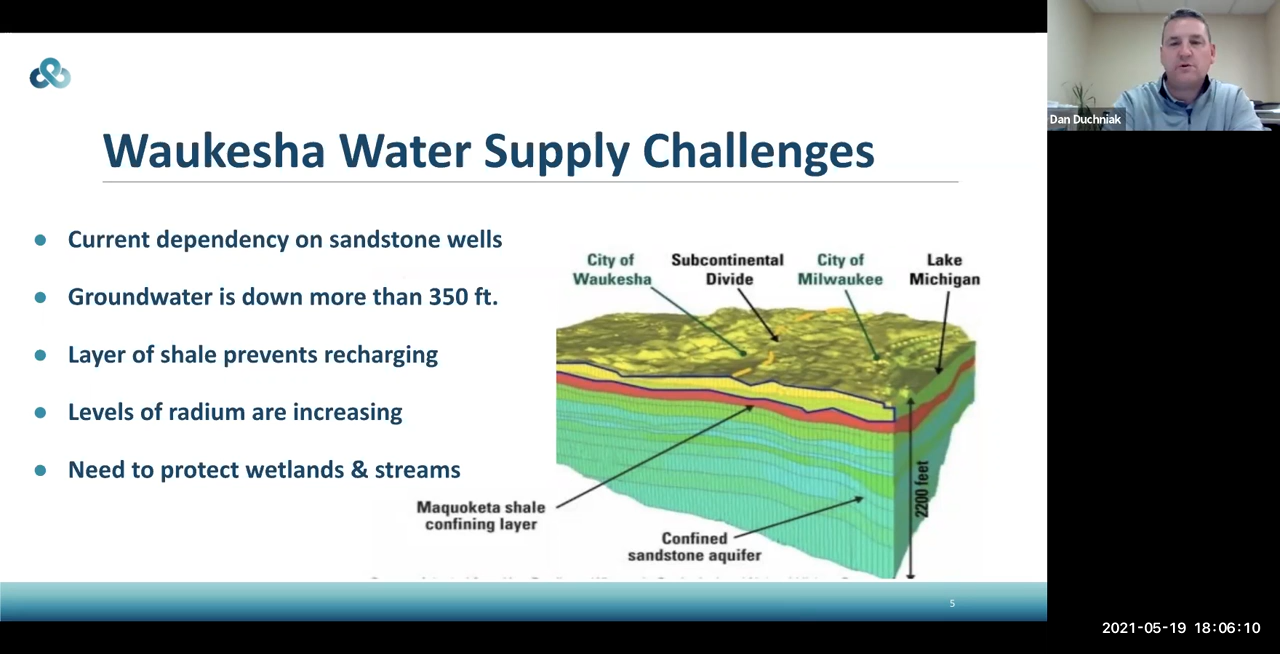 Waukesha Water Supply Challenges
● Current dependency on sandstone wells
● Groundwater is down more than 350 ft.
● Layer of shale prevents recharging
● Levels of radium are increasing
● Need to protect wetlands & streams
City of
Waukesha
Subcontinental
Divide
City of
Milwaukee
Lake
Michigan
Maquoketa shale
confining layer
Confined
sandstone aquifer
2200 feet
5
Dan Duchniak
2021-05-19 18:06:10